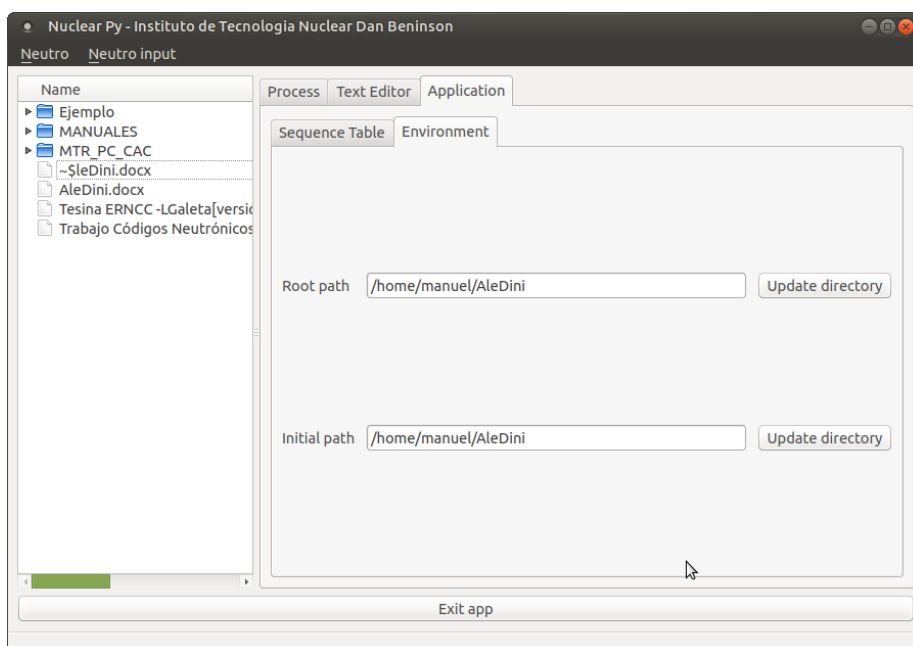 Nuclear Py - Instituto de Tecnologia Nuclear Dan Beninson
Neutro Neutro input
Name
Ejemplo
MANUALES
MTR_PC_CAC
~$leDini.docx
AleDini.docx
Tesina ERNCC -LGaleta[versió
Trabajo Códigos Neutrónicos
Process Text Editor Application
Sequence Table Environment
Root path /home/manuel/AleDini Update directory
Initial path /home/manuel/AleDini Update directory
Exit app